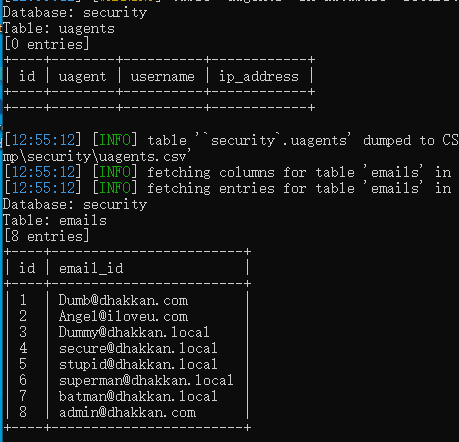 Database: security
Table: uagents
[0 entries]
+----+--------+----------+------------+
| id | uagent | username | ip_address |
+----+--------+----------+------------+
+----+--------+----------+------------+
[12:55:12] [INFO] table '`security`.uagents' dumped to CS
mp\security\uagents.csv'
[12:55:12] [INFO] fetching columns for table 'emails' in
[12:55:12] [INFO] fetching entries for table 'emails' in
Database: security
Table: emails
[8 entries]
+----+------------------------+
| id | email_id               |
+----+------------------------+
| 1  | Dumb@dhakkan.com       |
| 2  | Angel@iloveu.com       |
| 3  | Dummy@dhakkan.local    |
| 4  | secure@dhakkan.local   |
| 5  | stupid@dhakkan.local   |
| 6  | superman@dhakkan.local |
| 7  | batman@dhakkan.local   |
| 8  | admin@dhakkan.com      |
+----+------------------------+